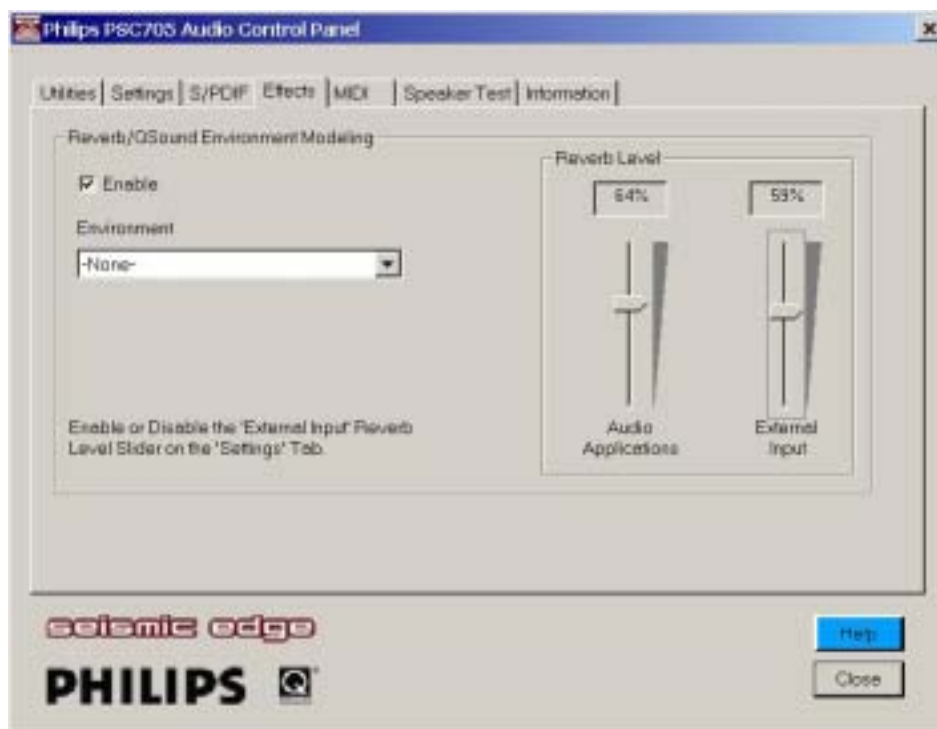 Philips PSC705 Audio Control Panel
Utilities
Settings
S/PDIF
Effects
MIDI
Speaker Test
Information
Reverb/QSound Environment Modeling
Enable
Environment
-None-
Enable or Disable the 'External Input' Reverb
Level Slider on the 'Settings' Tab.
Reverb Level
64%
59%
Audio
Applications
External
Input
seismic edge
PHILIPS
Q
Help
Close